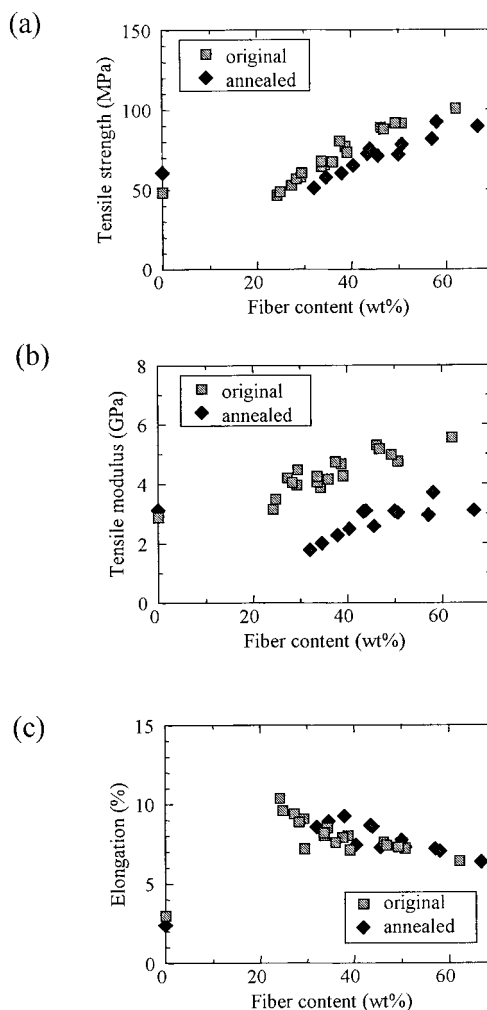 (a)
Tensile strength (MPa)
150
100
50
0
original
annealed
0 20 40 60
Fiber content (wt%)
(b)
Tensile modulus (GPa)
8
6
4
2
0
original
annealed
0 20 40 60
Fiber content (wt%)
(c)
Elongation (%)
15
10
5
0
original
annealed
0 20 40 60
Fiber content (wt%)